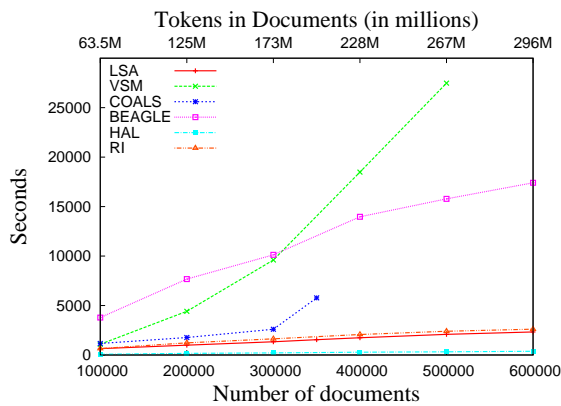 Tokens in Documents (in millions)
63.5M 125M 173M 228M 267M 296M
LSA
VSM
COALS
BEAGLE
HAL
RI
25000
20000
15000
10000
5000
0
Seconds
100000 200000 300000 400000 500000 600000
Number of documents